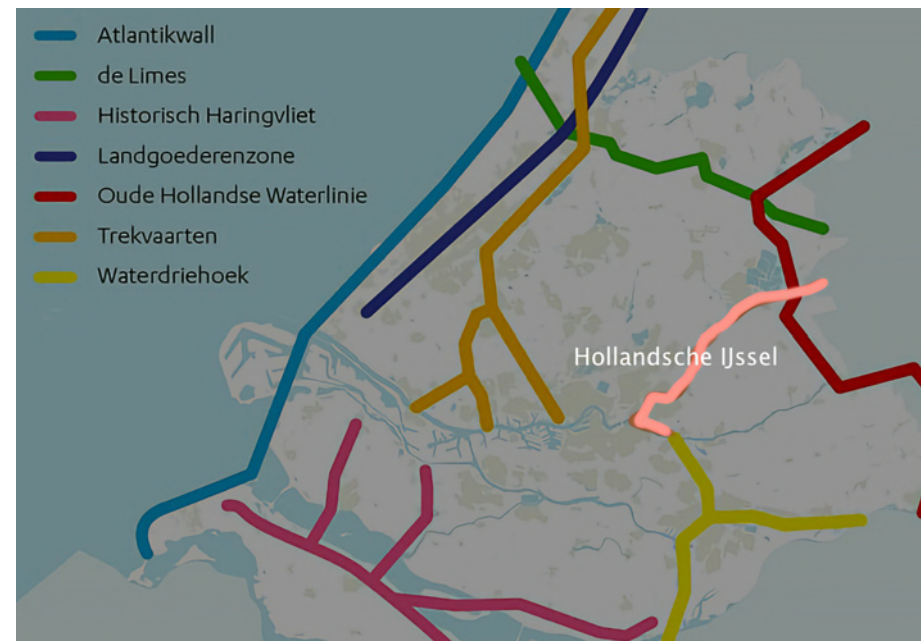 Atlantikwall
de Limes
Historisch Haringvliet
Landgoederenzone
Oude Hollandse Waterlinie
Trekvaarten
Waterdriehoek
Hollandsche IJssel